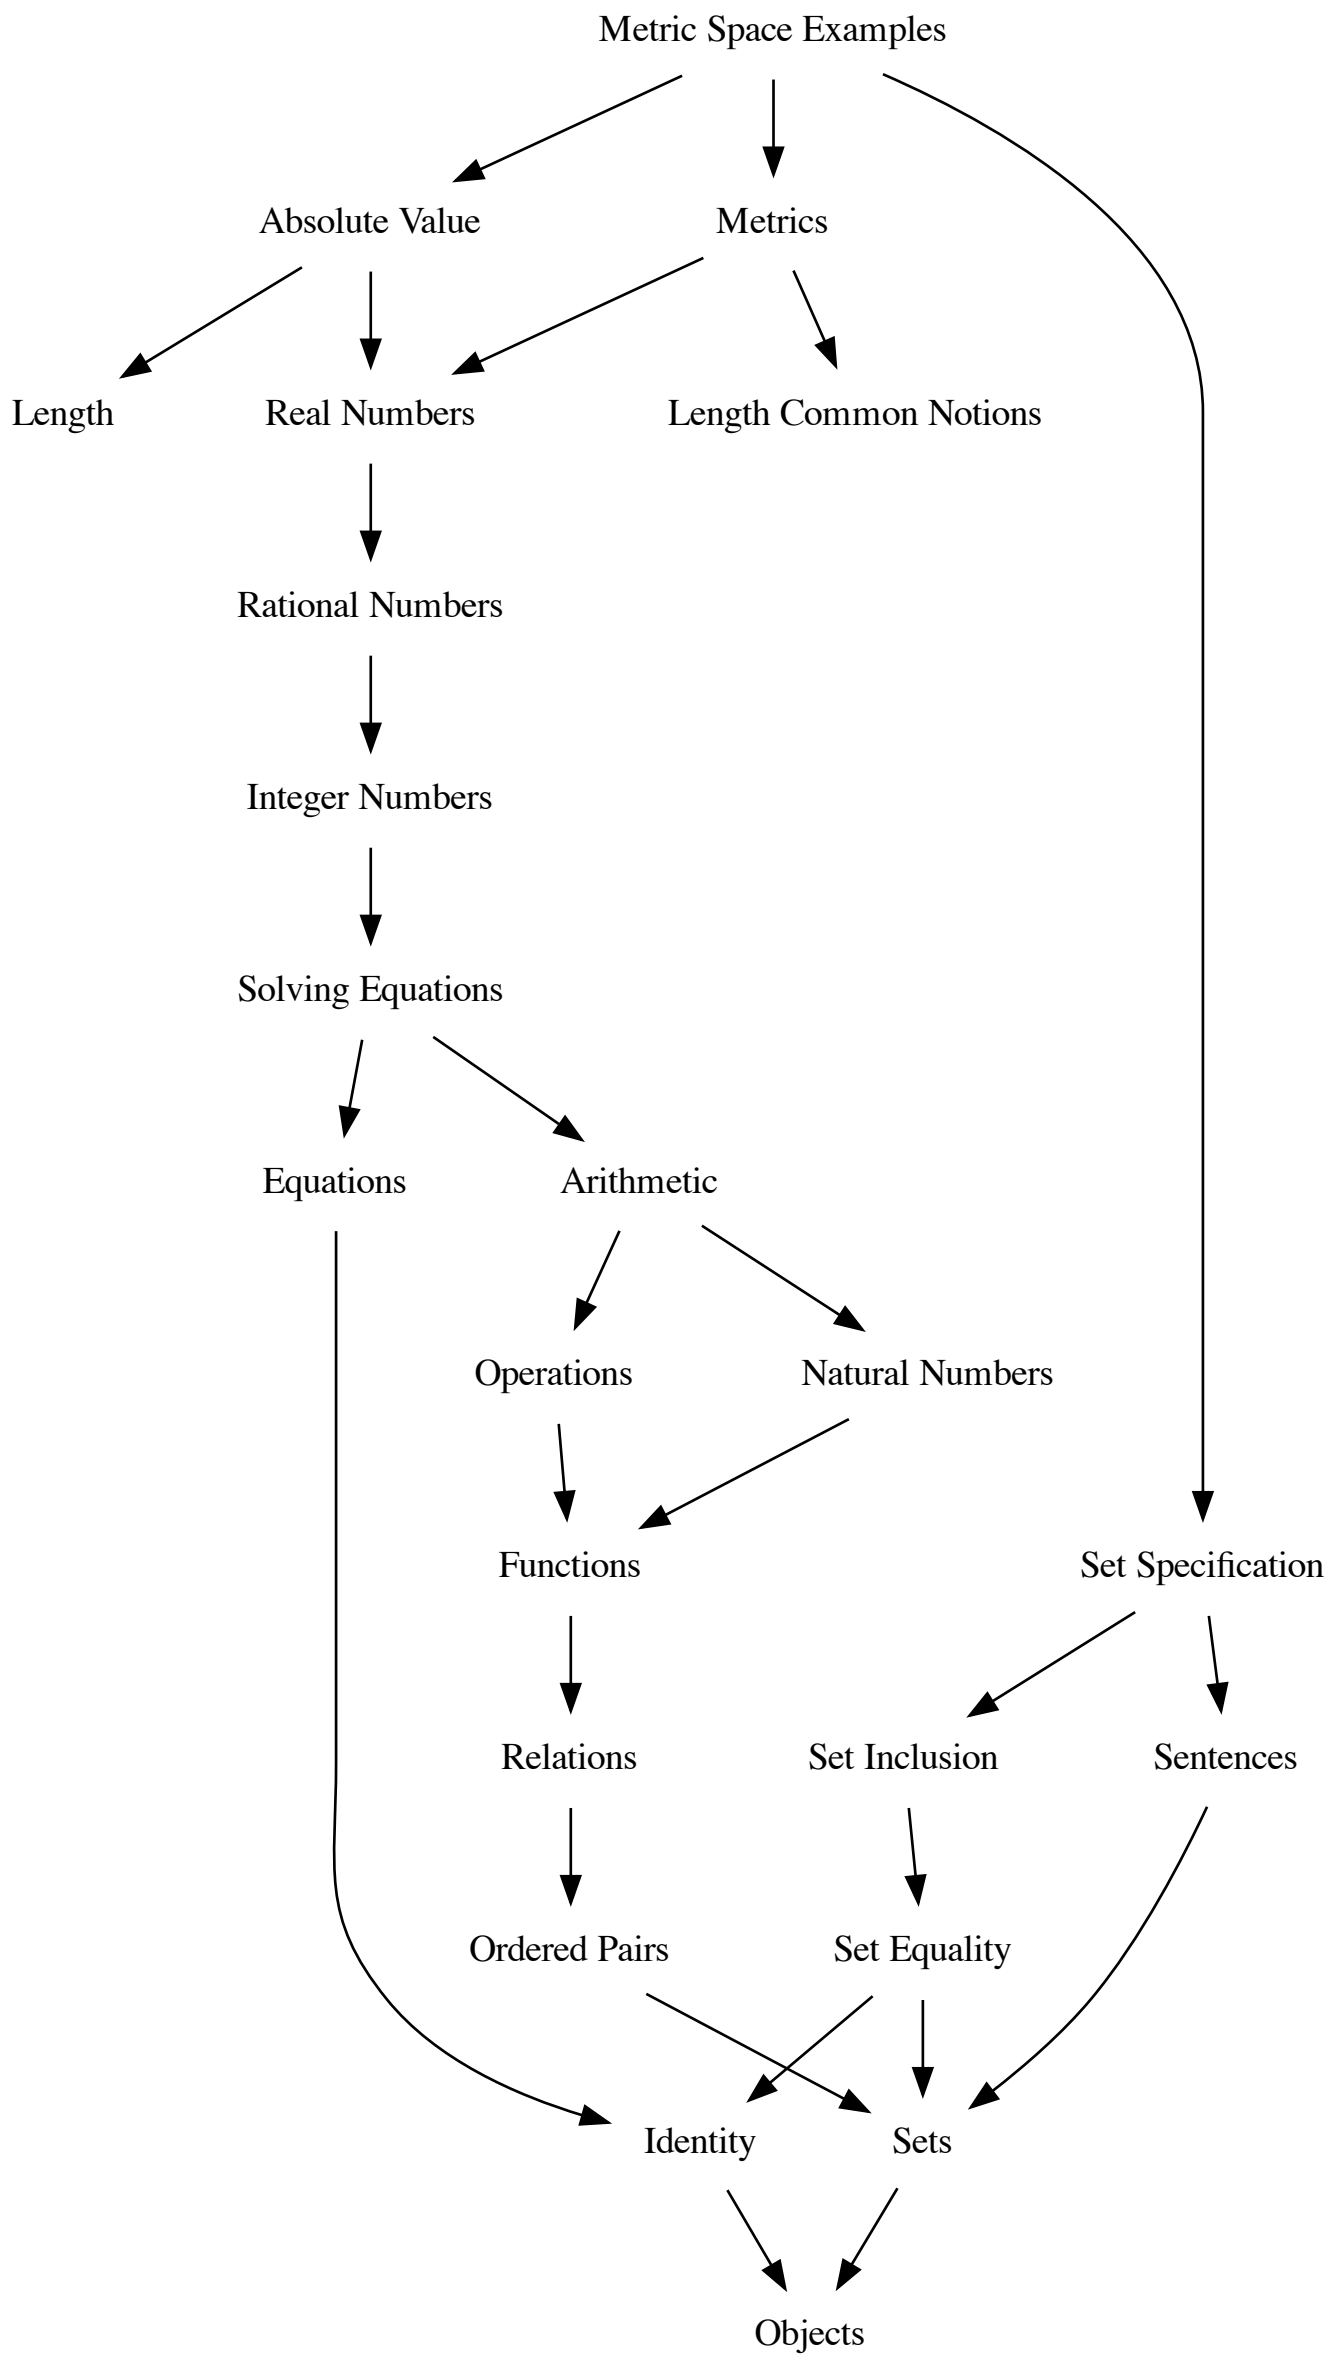 Metric Space Examples
Absolute Value
Metrics
Length
Real Numbers
Length Common Notions
Rational Numbers
Integer Numbers
Solving Equations
Equations
Arithmetic
Operations
Natural Numbers
Functions
Set Specification
Relations
Set Inclusion
Sentences
Ordered Pairs
Set Equality
Identity
Sets
Objects